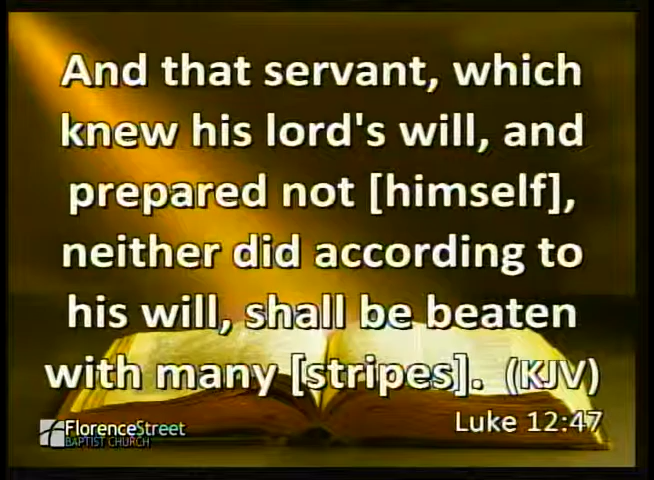 And that servant, which
knew his lord's will, and
prepared not [himself],
neither did according to
his will, shall be beaten
with many [stripes]. (KJV)
Luke 12:47
FlorenceStreet
BAPTIST CHURCH